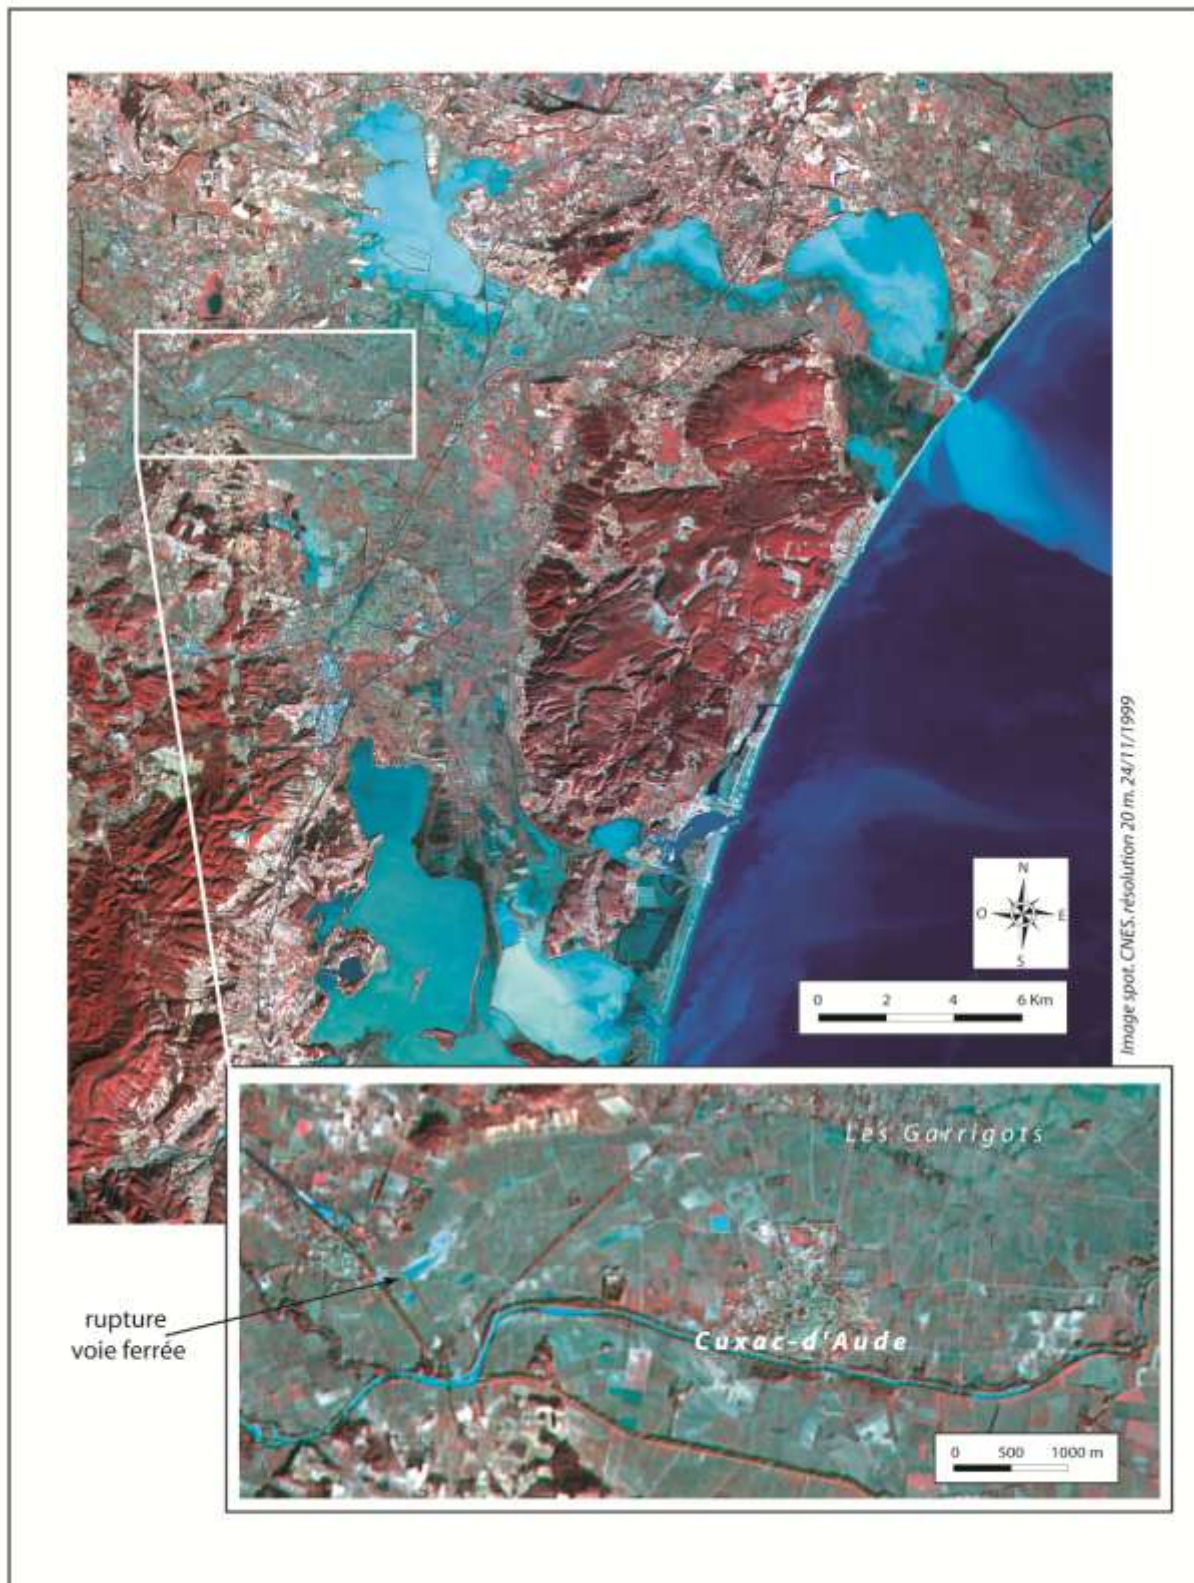 Image spot. CNES. résolution 20 m. 24/11/1999
N
O E
S
0 2 4 6 Km
Les Garrigots
rupture
voie ferrée
Cuxac-d'Aude
0 500 1000 m